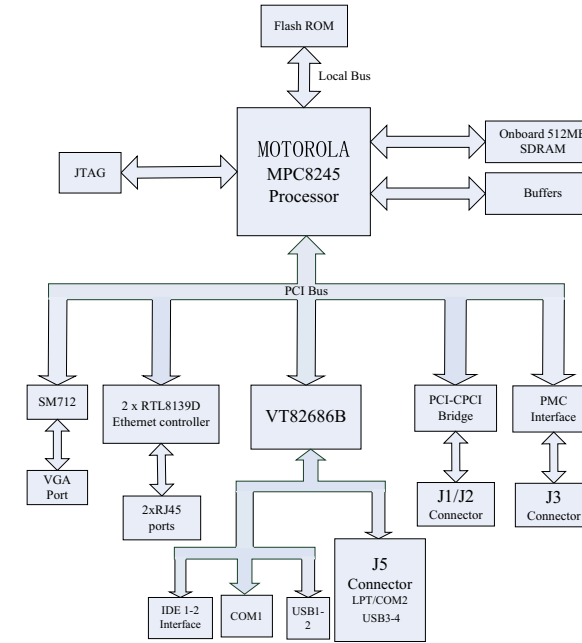 Flash ROM
Local Bus
MOTOROLA
MPC8245
Processor
JTAG
Onboard 512MB
SDRAM
Buffers
PCI Bus
SM712
2 x RTL8139D
Ethernet controller
VT82686B
PCI-CPCI
Bridge
PMC
Interface
VGA
Port
2xRJ45
ports
J1/J2
Connector
J3
Connector
IDE 1-2
Interface
COM1
USB1-
2
J5
Connector
LPT/COM2
USB3-4